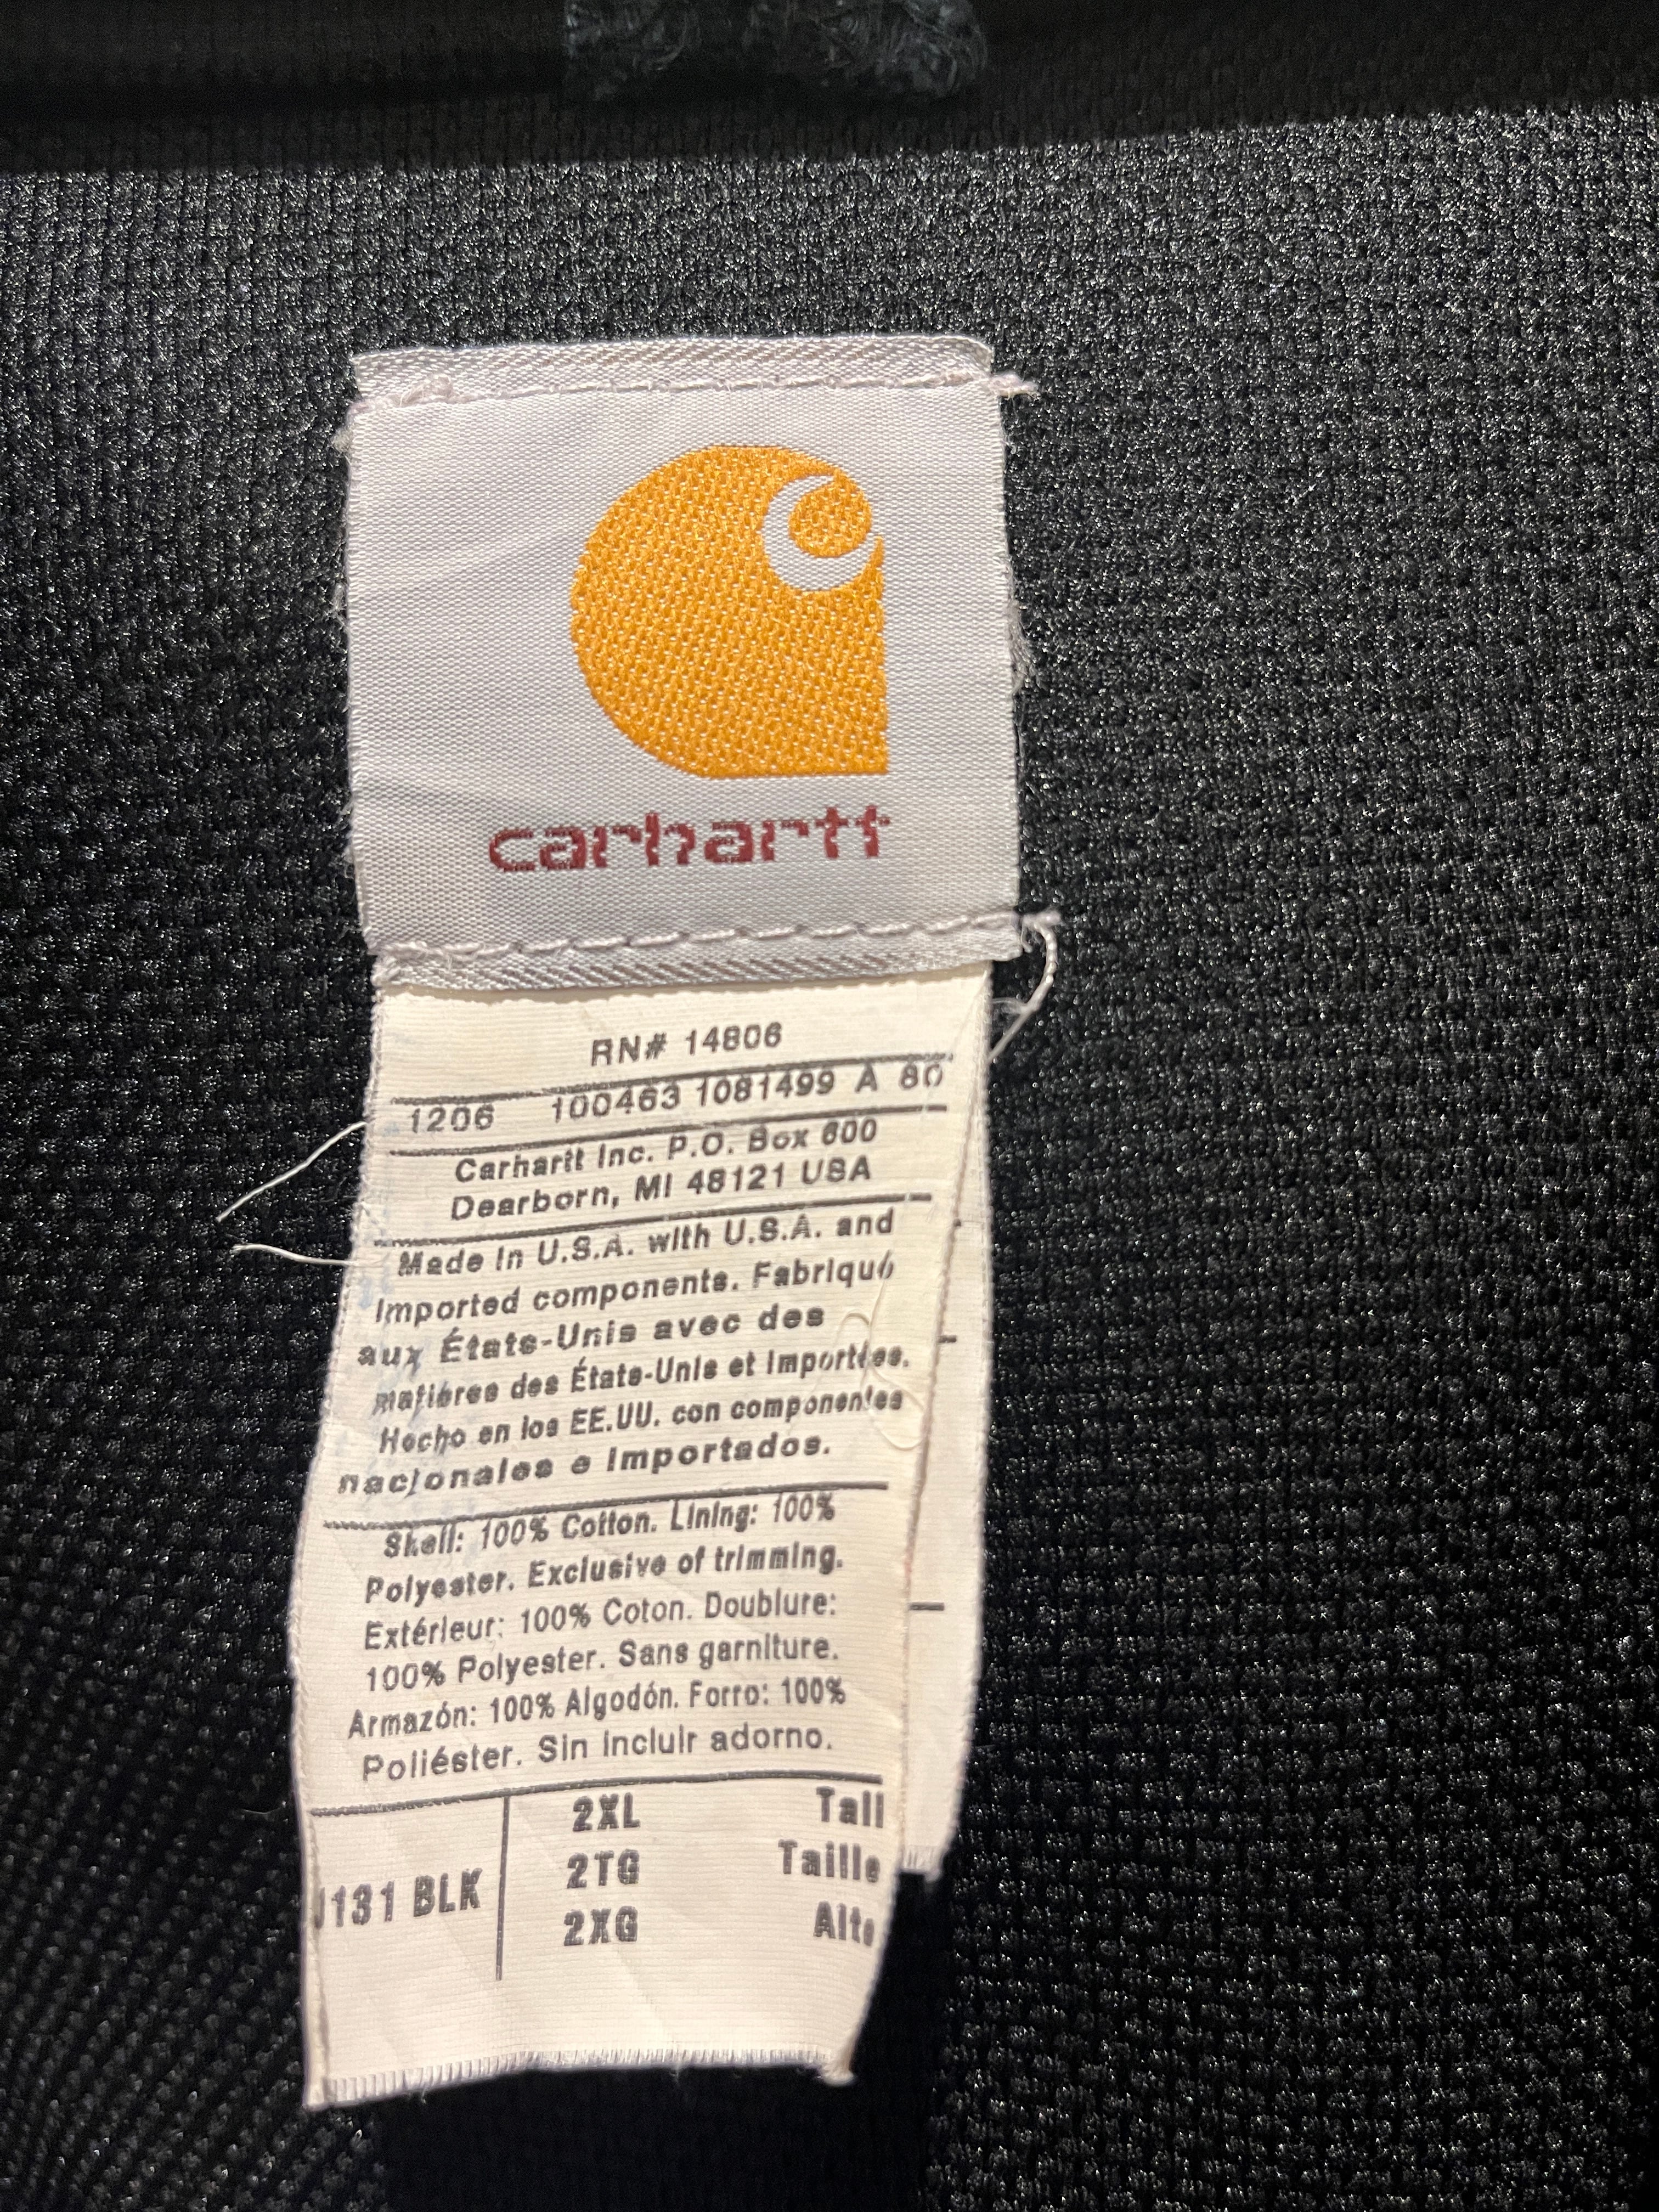 carhartt
RN# 14806
1206 100463 1081499 A 80
Carhartt Inc. P.O. Box 600
Dearborn, MI 48121 USA
Made in U.S.A. with U.S.A. and
Imported components. Fabriqué
aux États-Unis avec des
matières des États-Unis et importées.
Hecho en los EE.UU. con componentes
nacionales e importados.
Shell: 100% Cotton. Lining: 100%
Polyester. Exclusive of trimming.
Extérieur: 100% Coton. Doublure:
100% Polyester. Sans garniture.
Armazón: 100% Algodón. Forro: 100%
Poliéster. Sin incluir adorno.
J131 BLK
2XL Tall
2TG Taille
2XG Alto